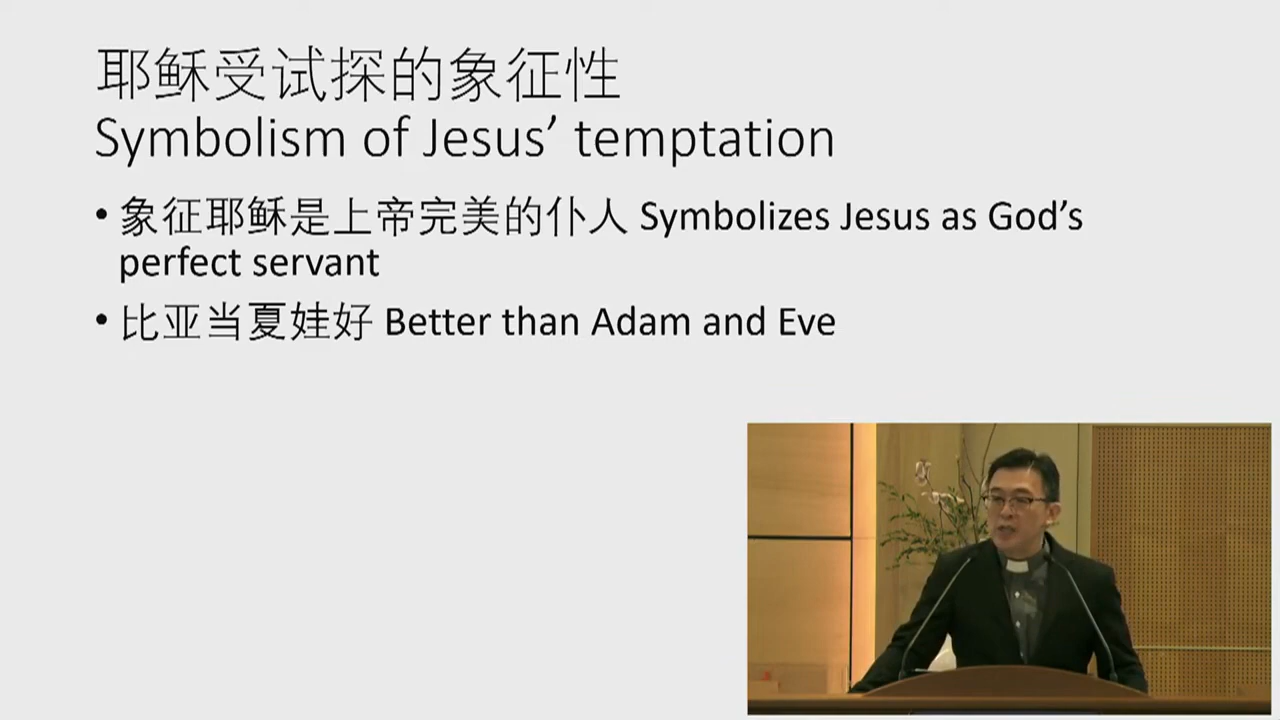 耶稣受试探的象征性
Symbolism of Jesus’ temptation
• 象征耶稣是上帝完美的仆人 Symbolizes Jesus as God’s
perfect servant
• 比亚当夏娃好 Better than Adam and Eve